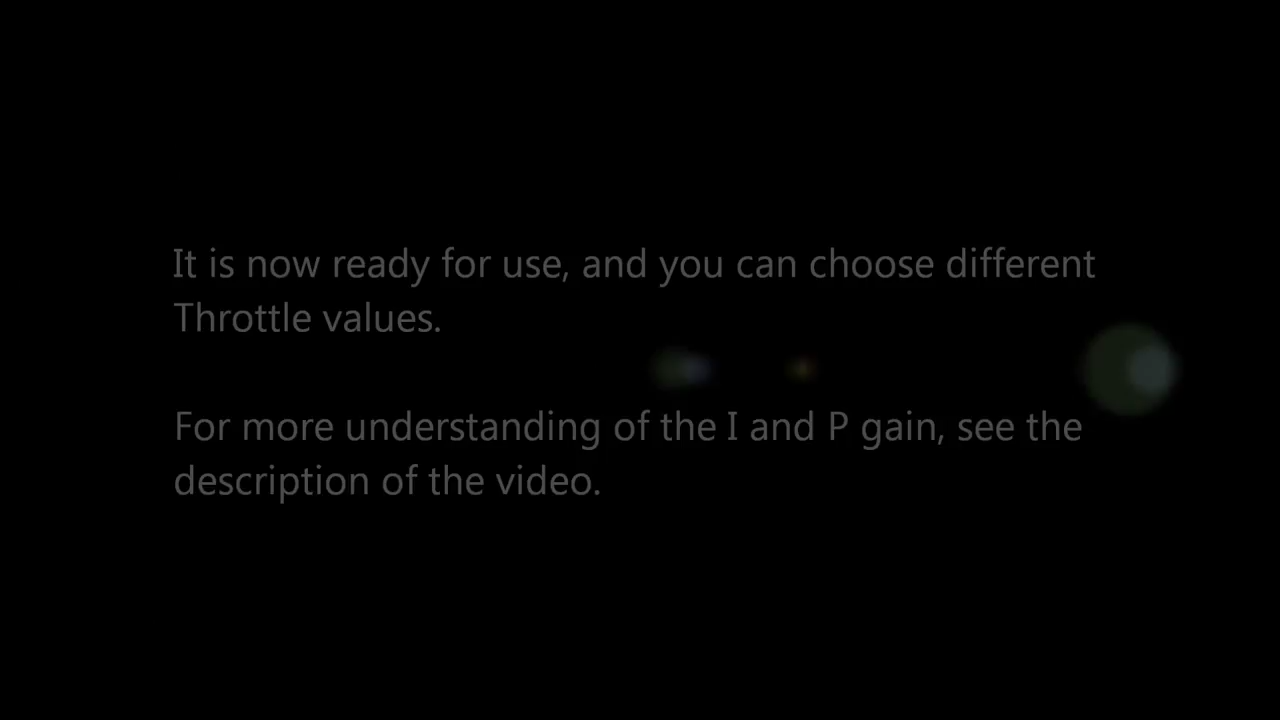 It is now ready for use, and you can choose different
Throttle values.
For more understanding of the I and P gain, see the
description of the video.